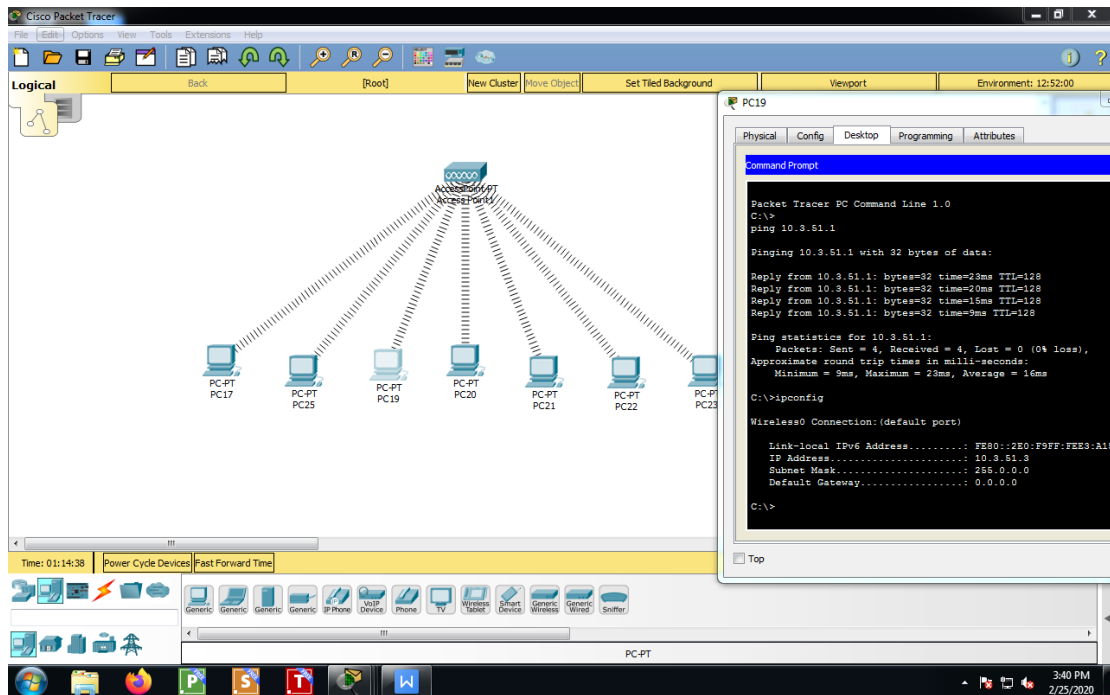 Cisco Packet Tracer
File Edit Options View Tools Extensions Help
Logical Back [Root] New Cluster Move Object Set Tiled Background Viewport Environment: 12:52:00
AccessPoint-PT
Access Point1
PC-PT
PC17
PC-PT
PC25
PC-PT
PC19
PC-PT
PC20
PC-PT
PC21
PC-PT
PC22
PC-P
PC23
PC19
Physical Config Desktop Programming Attributes
Command Prompt
Packet Tracer PC Command Line 1.0
C:\>
ping 10.3.51.1
Pinging 10.3.51.1 with 32 bytes of data:
Reply from 10.3.51.1: bytes=32 time=23ms TTL=128
Reply from 10.3.51.1: bytes=32 time=20ms TTL=128
Reply from 10.3.51.1: bytes=32 time=15ms TTL=128
Reply from 10.3.51.1: bytes=32 time=9ms TTL=128
Ping statistics for 10.3.51.1:
Packets: Sent = 4, Received = 4, Lost = 0 (0% loss),
Approximate round trip times in milli-seconds:
Minimum = 9ms, Maximum = 23ms, Average = 16ms
C:\>ipconfig
Wireless0 Connection:(default port)
Link-local IPv6 Address.........: FE80::2E0:F9FF:FEE3:A1
IP Address......................: 10.3.51.3
Subnet Mask.....................: 255.0.0.0
Default Gateway.................: 0.0.0.0
C:\>
Top
Time: 01:14:38 Power Cycle Devices Fast Forward Time
Generic Generic Generic Generic IP Phone VoIP Device Phone TV Wireless Tablet Smart Device Generic Wireless Generic Wired Sniffer
PC-PT
3:40 PM
2/25/2020